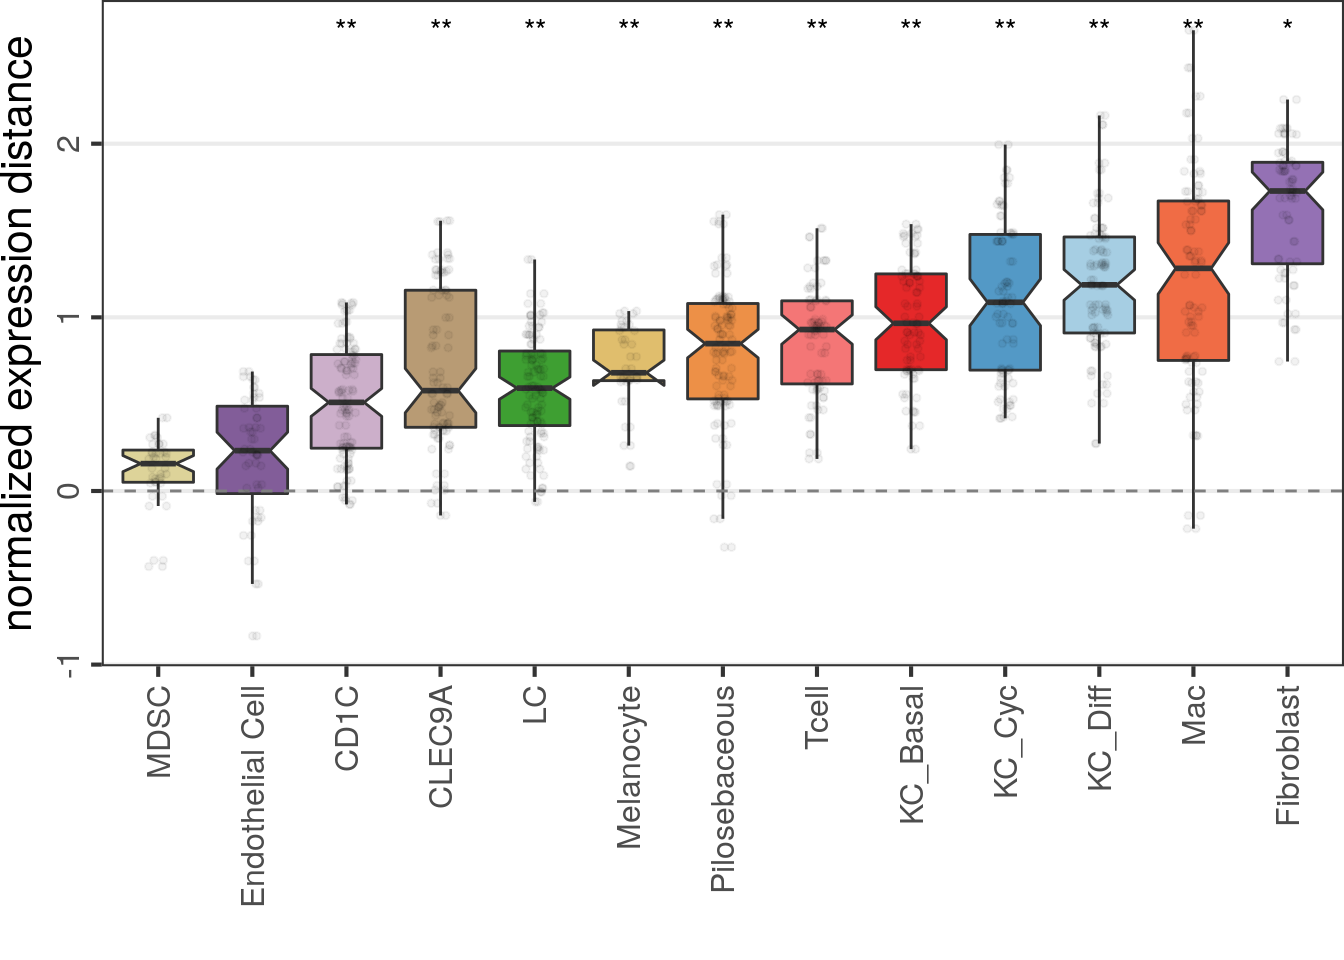 ** ** ** ** ** ** ** ** ** ** *
normalized expression distance
2
1
0
-1
MDSC
Endothelial Cell
CD1C
CLEC9A
LC
Melanocyte
Pilosebaceous
Tcell
KC_Basal
KC_Cyc
KC_Diff
Mac
Fibroblast